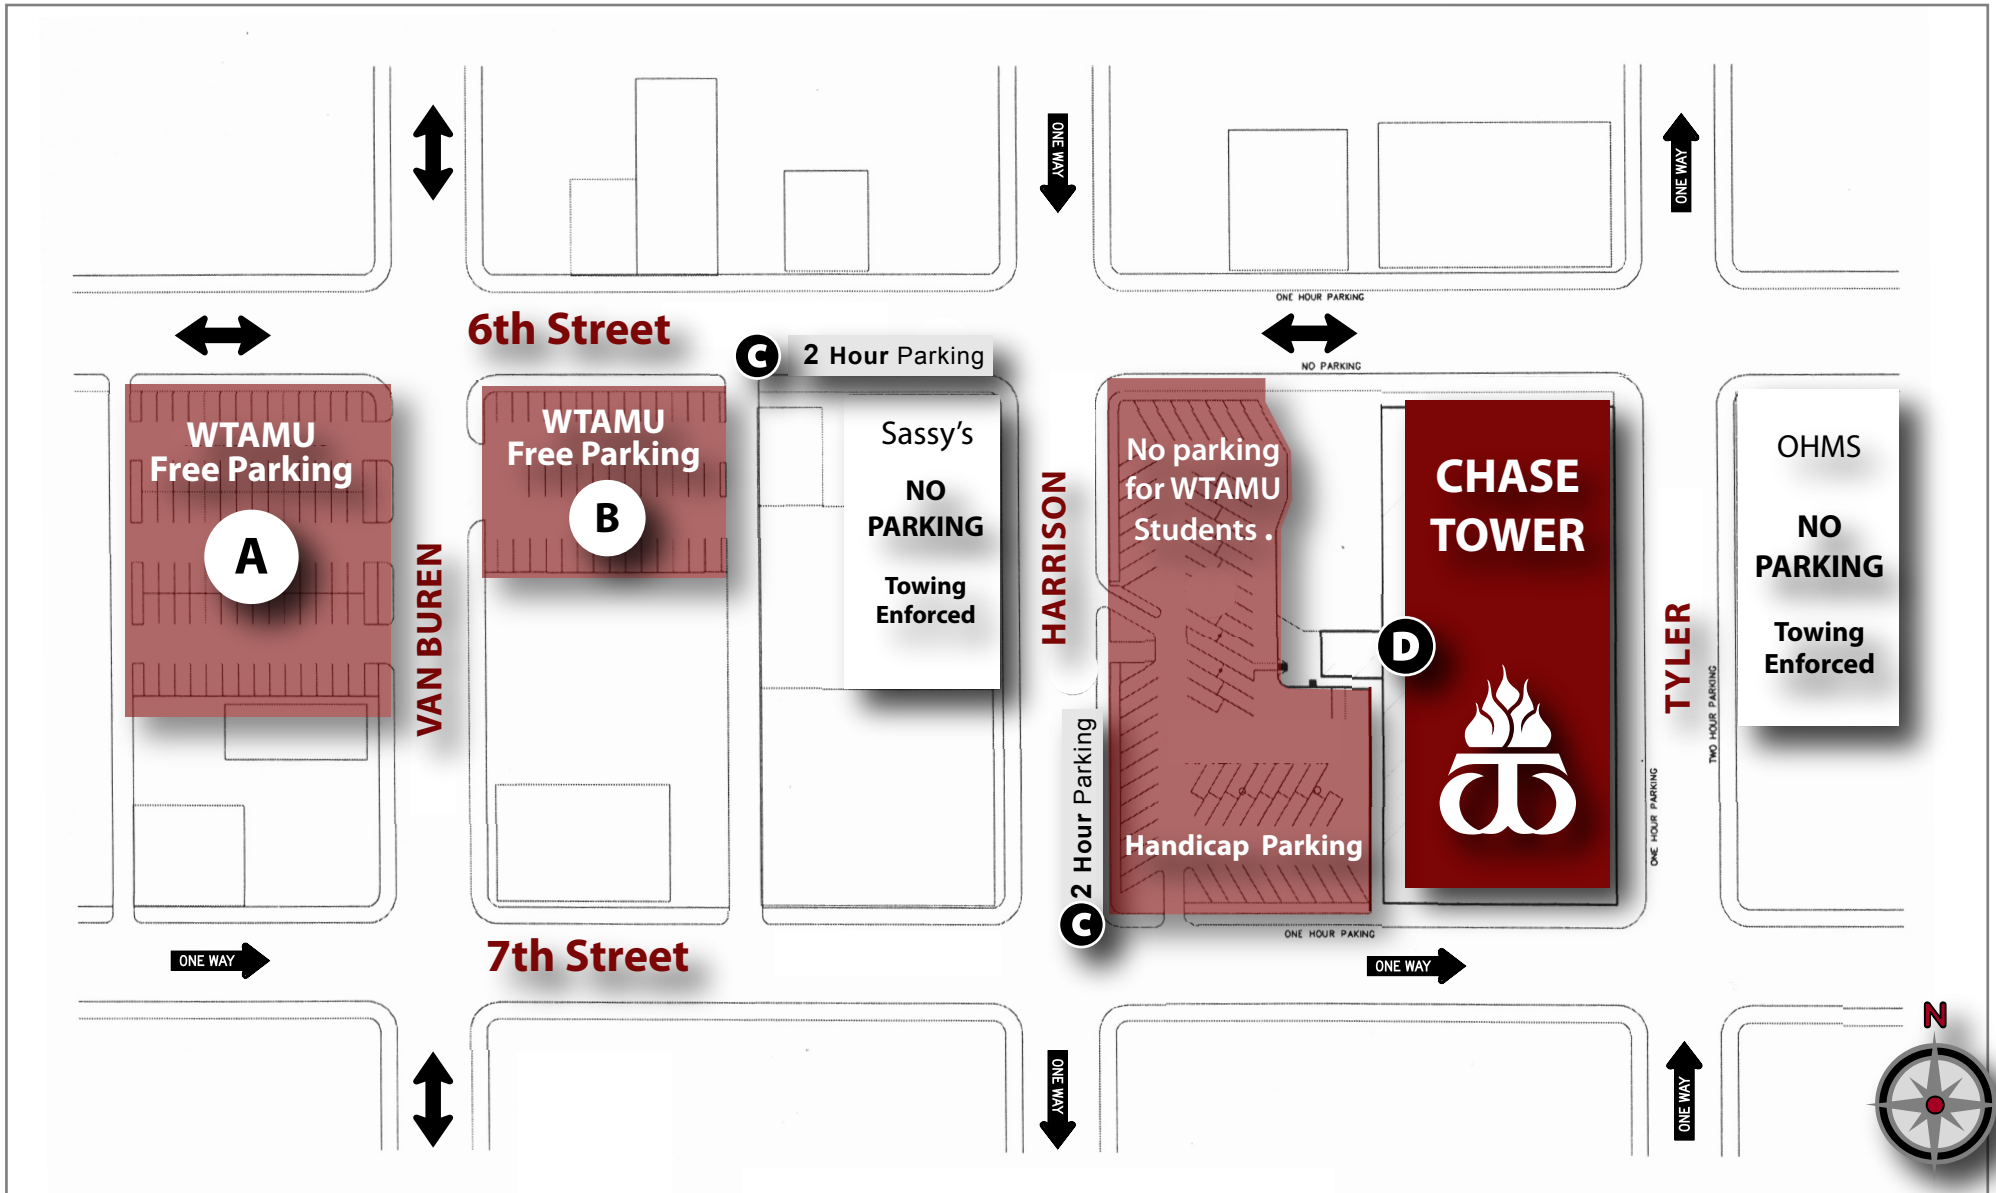 ONE WAY
ONE WAY
ONE HOUR PARKING
6th Street
C
2 Hour Parking
NO PARKING
WTAMU
Free Parking
A
WTAMU
Free Parking
B
Sassy's
NO
PARKING
Towing
Enforced
No parking
for WTAMU
Students .
CHASE
TOWER
OHMS
NO
PARKING
Towing
Enforced
VAN BUREN
HARRISON
D
TYLER
TWO HOUR PARKING
ONE HOUR PARKING
2 Hour Parking
C
Handicap Parking
ONE HOUR PAKING
ONE WAY
7th Street
ONE WAY
ONE WAY
ONE WAY
N